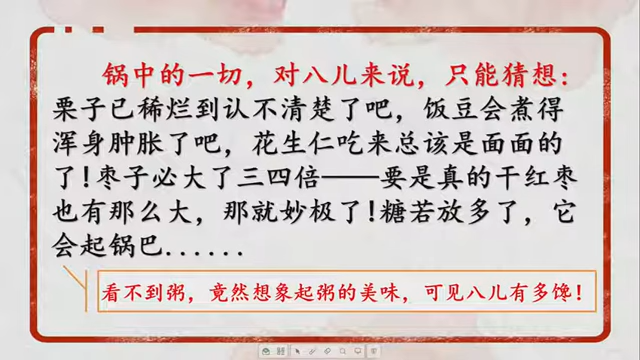 锅中的一切，对八儿来说，只能猜想：
栗子已稀烂到认不清楚了吧，饭豆会煮得
浑身肿胀了吧，花生仁吃来总该是面面的
了！枣子必大了三四倍——要是真的干红枣
也有那么大，那就妙极了！糖若放多了，它
会起锅巴......
看不到粥，竟然想象起粥的美味，可见八儿有多馋！